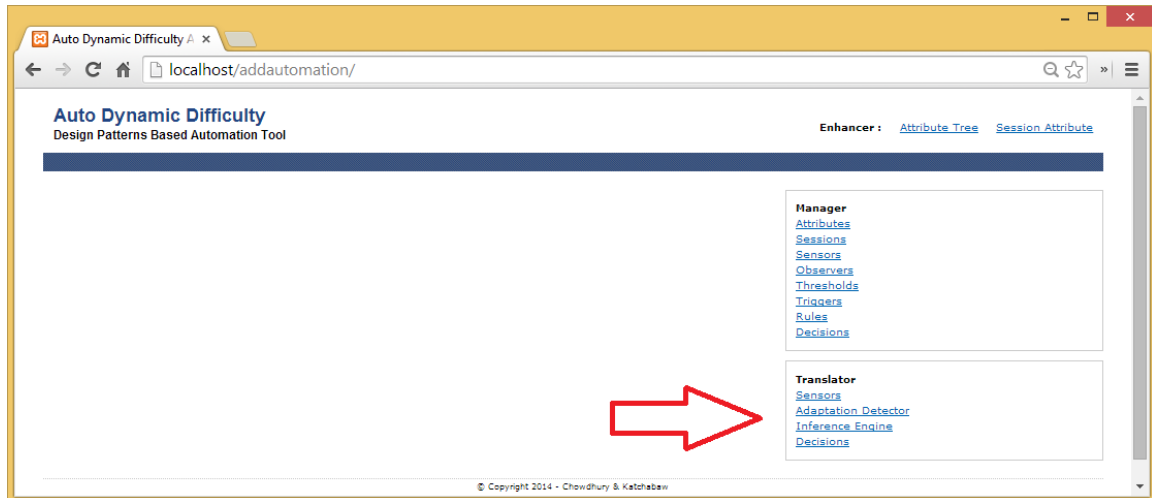 Auto Dynamic Difficulty A
localhost/addautomation/
Auto Dynamic Difficulty
Design Patterns Based Automation Tool
Enhancer : Attribute Tree Session Attribute
Manager
Attributes
Sessions
Sensors
Observers
Thresholds
Triggers
Rules
Decisions
Translator
Sensors
Adaptation Detector
Inference Engine
Decisions
© Copyright 2014 - Chowdhury & Katchabaw